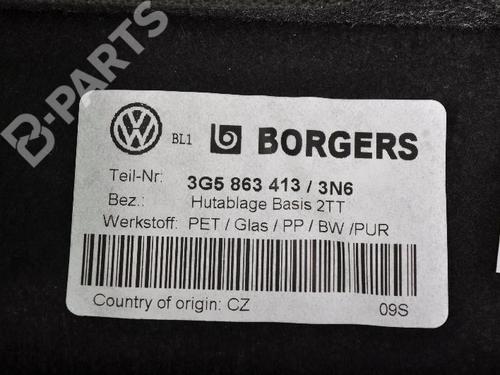 B-PARTS
BL1 BORGERS
Teil-Nr: 3G5 863 413 / 3N6
Bez.: Hutablage Basis 2TT
Werkstoff: PET / Glas / PP / BW /PUR
Country of origin: CZ 09S